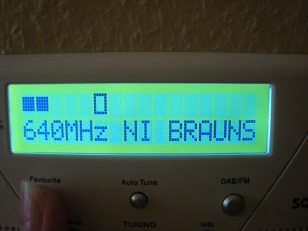 640MHz NI BRAUNS
Favourite
Auto Tune
DAB/FM
TUNING
Info